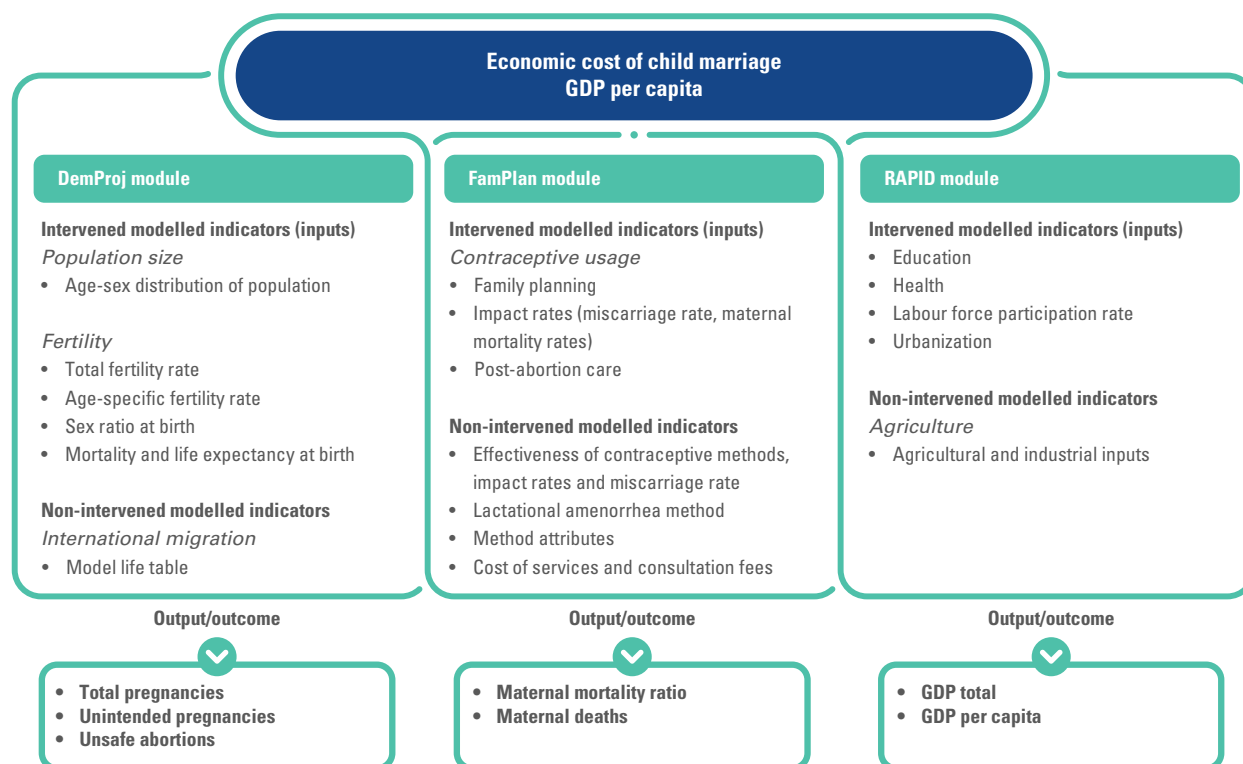 Economic cost of child marriage
GDP per capita
DemProj module
Intervened modelled indicators (inputs)
Population size
• Age-sex distribution of population
Fertility
• Total fertility rate
• Age-specific fertility rate
• Sex ratio at birth
• Mortality and life expectancy at birth
Non-intervened modelled indicators
International migration
• Model life table
Output/outcome
• Total pregnancies
• Unintended pregnancies
• Unsafe abortions
FamPlan module
Intervened modelled indicators (inputs)
Contraceptive usage
• Family planning
• Impact rates (miscarriage rate, maternal
mortality rates)
• Post-abortion care
Non-intervened modelled indicators
• Effectiveness of contraceptive methods,
impact rates and miscarriage rate
• Lactational amenorrhea method
• Method attributes
• Cost of services and consultation fees
Output/outcome
• Maternal mortality ratio
• Maternal deaths
RAPID module
Intervened modelled indicators (inputs)
• Education
• Health
• Labour force participation rate
• Urbanization
Non-intervened modelled indicators
Agriculture
• Agricultural and industrial inputs
Output/outcome
• GDP total
• GDP per capita